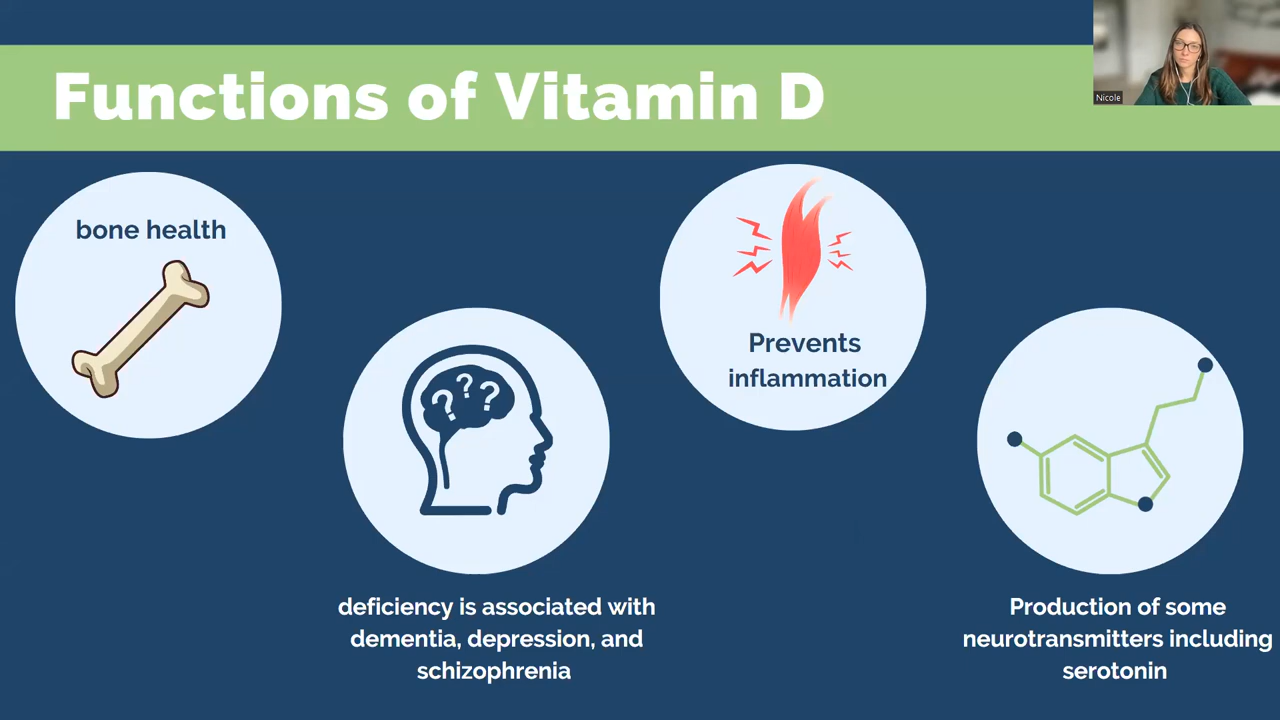 Functions of Vitamin D
Nicole
bone health
? ? ?
deficiency is associated with
dementia, depression, and
schizophrenia
Prevents
inflammation
Production of some
neurotransmitters including
serotonin